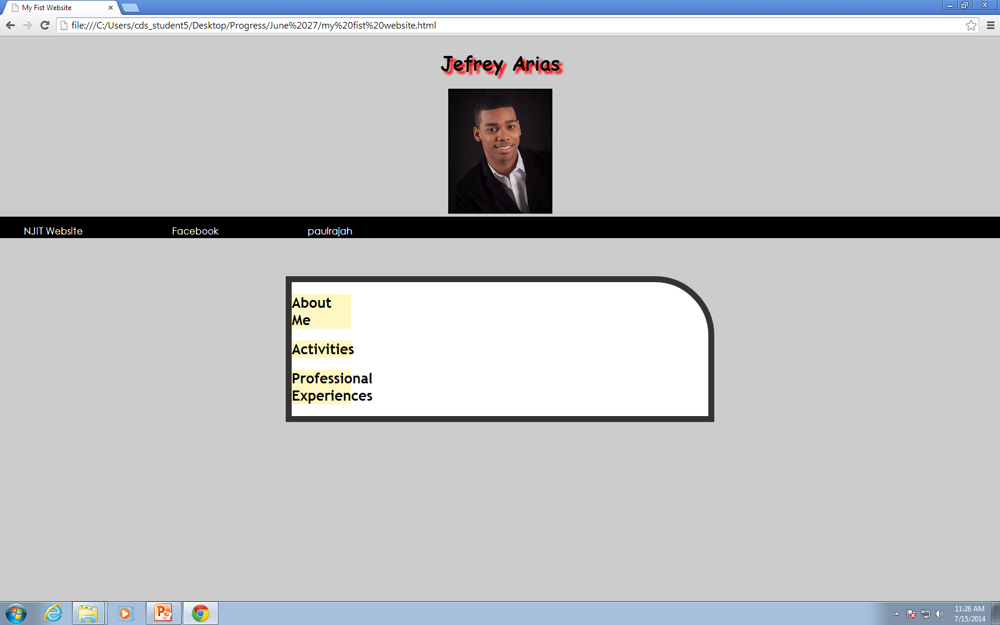 My Fist Website
file:///C:/Users/cds_student5/Desktop/Progress/June%2027/my%20fist%20website.html
Jefrey Arias
NJIT Website
Facebook
paulrajah
About
Me
Activities
Professional
Experiences
11:26 AM
7/15/2014